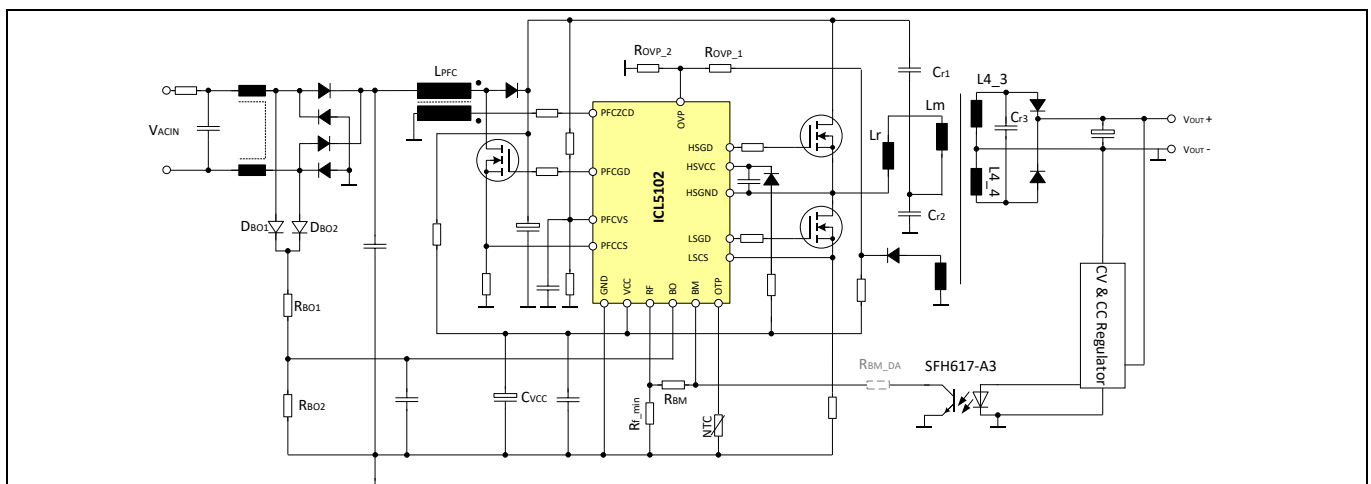 ROVP_2
ROVP_1
LPFC
Cr1
L4_3
Lm
Cr3
VACIN
PFCZCD
OVP
VOUT+
Lr
HSGD
VOUT-
PFCGD
HSVCC
ICL5102
HSGND
L4_4
DBO1
DBO2
PFCVS
Cr2
LSGD
PFCCS
LSCS
GND
VCC
RF
BO
BM
OTP
CV & CC Regulator
RBO1
RBM_DA
SFH617-A3
RBM
RBO2
CVCC
Rf_min
NTC